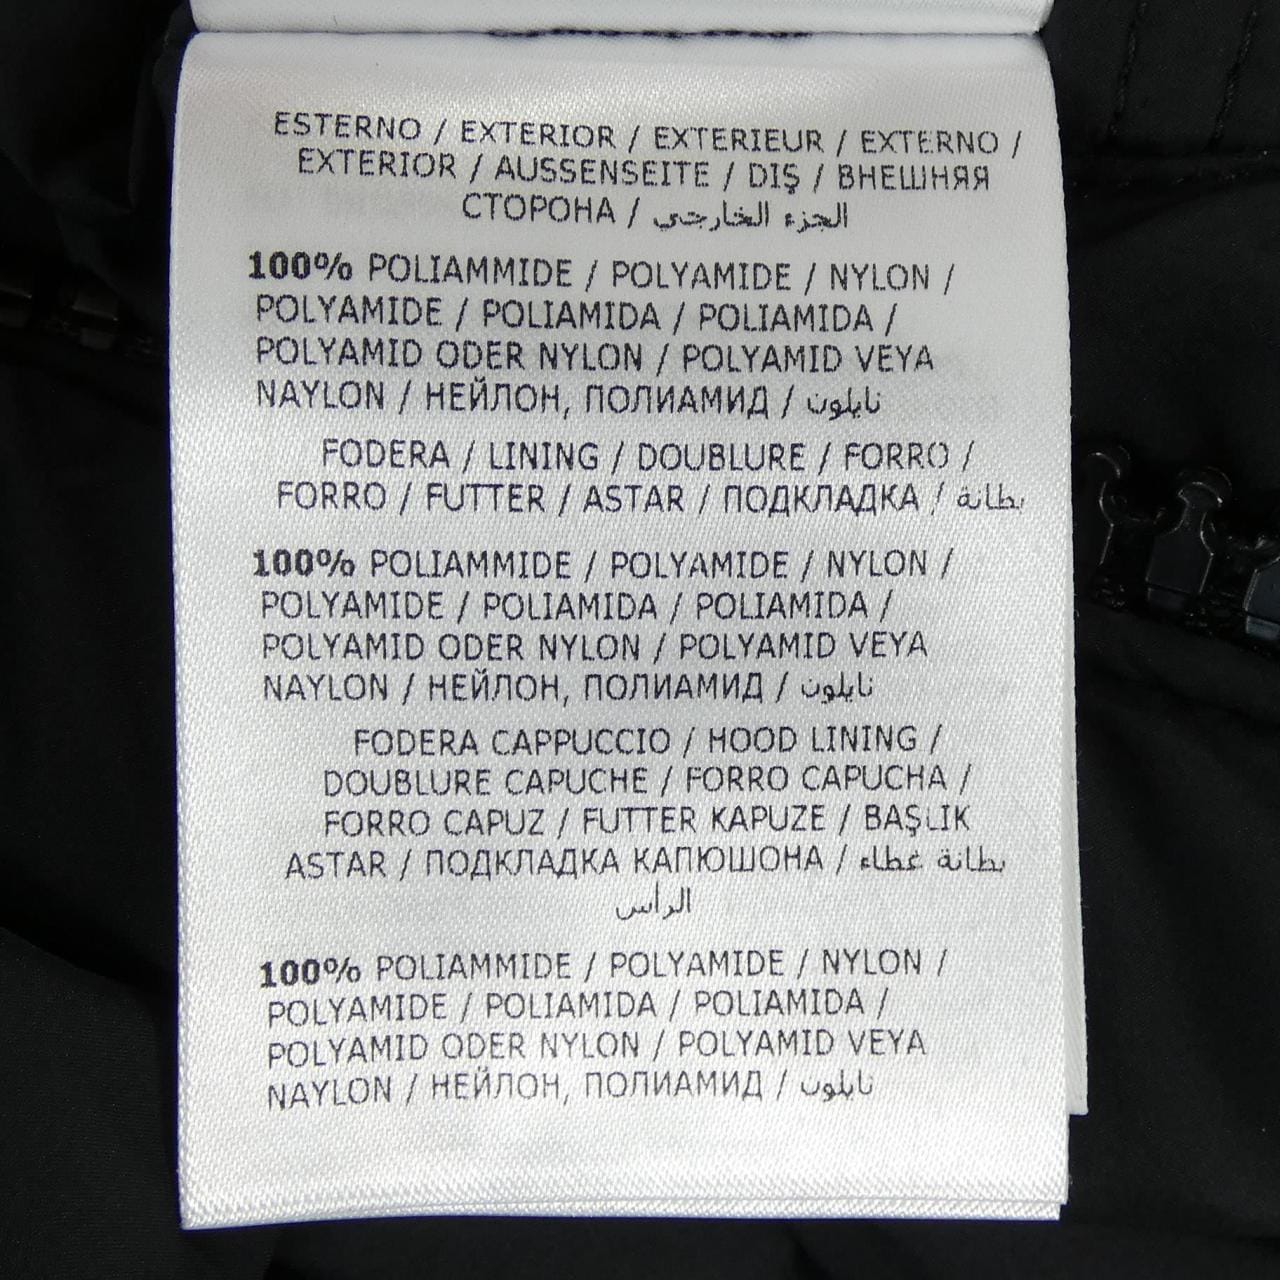 ESTERNO / EXTERIOR / EXTERIEUR / EXTERNO /
EXTERIOR / AUSSENSEITE / DIŞ / ВНЕШНЯЯ
СТОРОНА / الجزء الخارجي
100% POLIAMMIDE / POLYAMIDE / NYLON /
POLYAMIDE / POLIAMIDA / POLIAMIDA /
POLYAMID ODER NYLON / POLYAMID VEYA
NAYLON / НЕЙЛОН, ПОЛИАМИД / نايلون
FODERA / LINING / DOUBLURE / FORRO /
FORRO / FUTTER / ASTAR / ПОДКЛАДКА / بطانة
100% POLIAMMIDE / POLYAMIDE / NYLON /
POLYAMIDE / POLIAMIDA / POLIAMIDA /
POLYAMID ODER NYLON / POLYAMID VEYA
NAYLON / НЕЙЛОН, ПОЛИАМИД / نايلون
FODERA CAPPUCCIO / HOOD LINING /
DOUBLURE CAPUCHE / FORRO CAPUCHA /
FORRO CAPUZ / FUTTER KAPUZE / BAŞLIK
ASTAR / ПОДКЛАДКА КАПЮШОНА / بطانة غطاء
الرأس
100% POLIAMMIDE / POLYAMIDE / NYLON /
POLYAMIDE / POLIAMIDA / POLIAMIDA /
POLYAMID ODER NYLON / POLYAMID VEYA
NAYLON / НЕЙЛОН, ПОЛИАМИД / نايلون